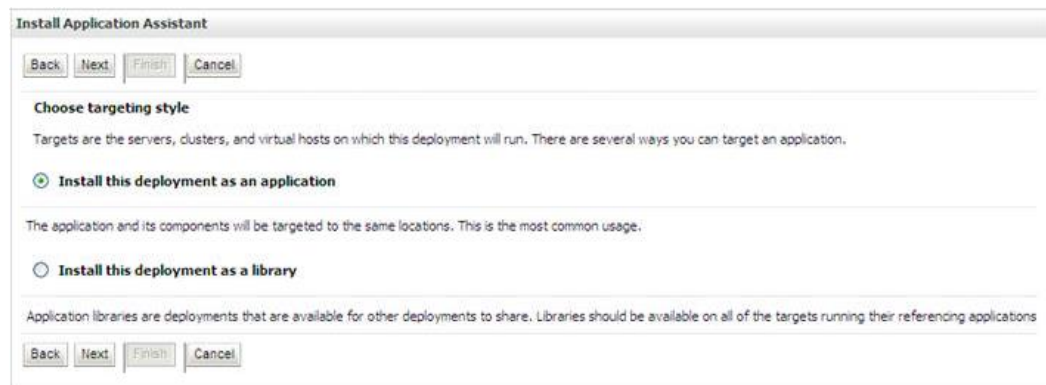 Install Application Assistant
Back Next Finish Cancel
Choose targeting style
Targets are the servers, clusters, and virtual hosts on which this deployment will run. There are several ways you can target an application.
Install this deployment as an application
The application and its components will be targeted to the same locations. This is the most common usage.
Install this deployment as a library
Application libraries are deployments that are available for other deployments to share. Libraries should be available on all of the targets running their referencing applications
Back Next Finish Cancel